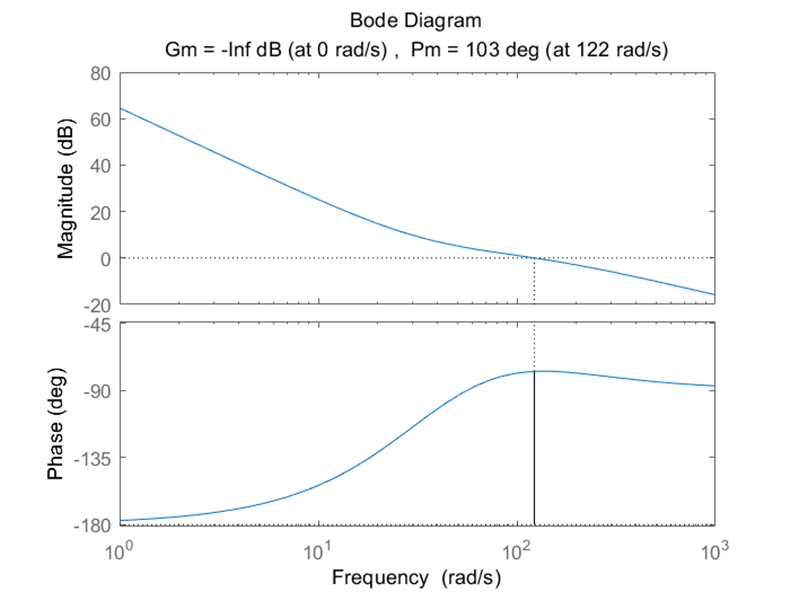 Bode Diagram
Gm = -Inf dB (at 0 rad/s) ,  Pm = 103 deg (at 122 rad/s)
Magnitude (dB)
80
60
40
20
0
-20
Phase (deg)
-45
-90
-135
-180
10^0 10^1 10^2 10^3
Frequency  (rad/s)